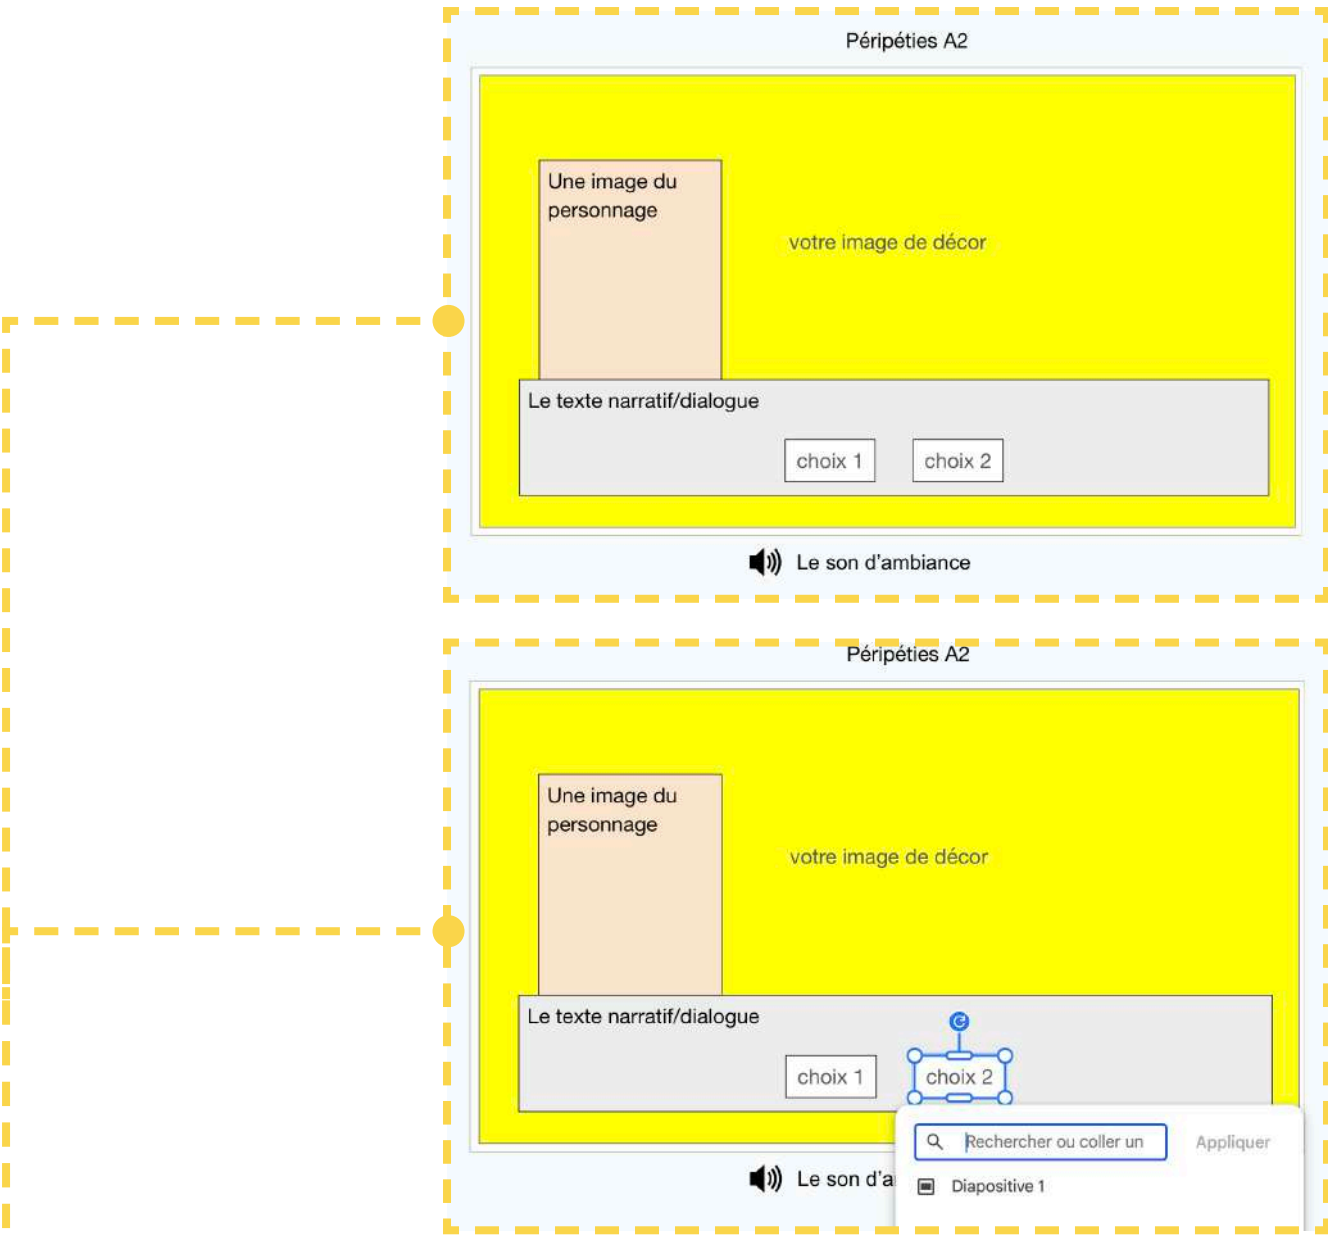 Péripéties A2
Une image du
personnage
votre image de décor
Le texte narratif/dialogue
choix 1
choix 2
Le son d'ambiance
Péripéties A2
Une image du
personnage
votre image de décor
Le texte narratif/dialogue
choix 1
choix 2
Rechercher ou coller un
Appliquer
Le son d'a
Diapositive 1